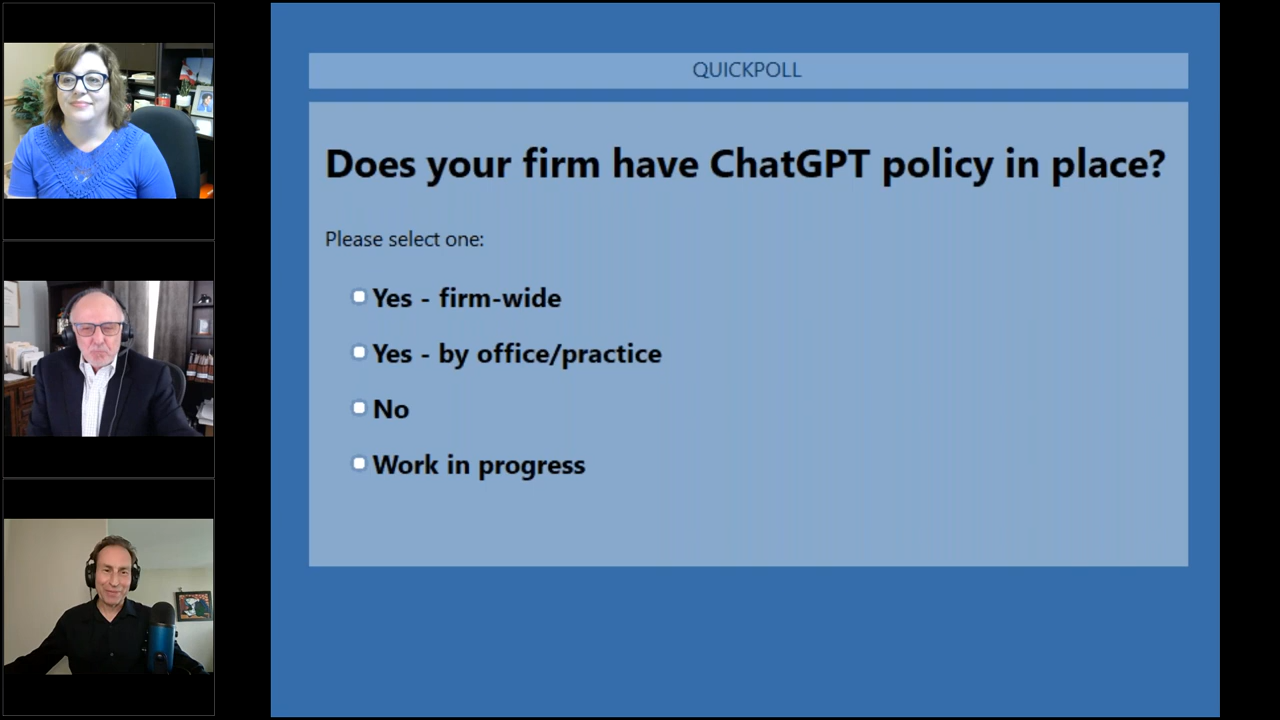 QUICKPOLL
Does your firm have ChatGPT policy in place?
Please select one:
Yes - firm-wide
Yes - by office/practice
No
Work in progress